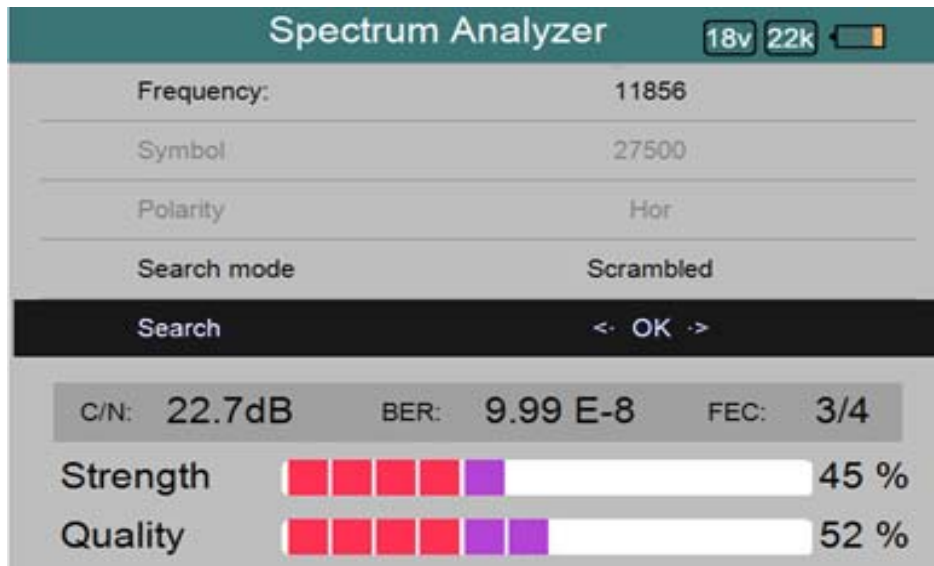 Spectrum Analyzer 18v 22k
Frequency: 11856
Symbol 27500
Polarity Hor
Search mode Scrambled
Search <- OK ->
C/N: 22.7dB BER: 9.99 E-8 FEC: 3/4
Strength 45 %
Quality 52 %